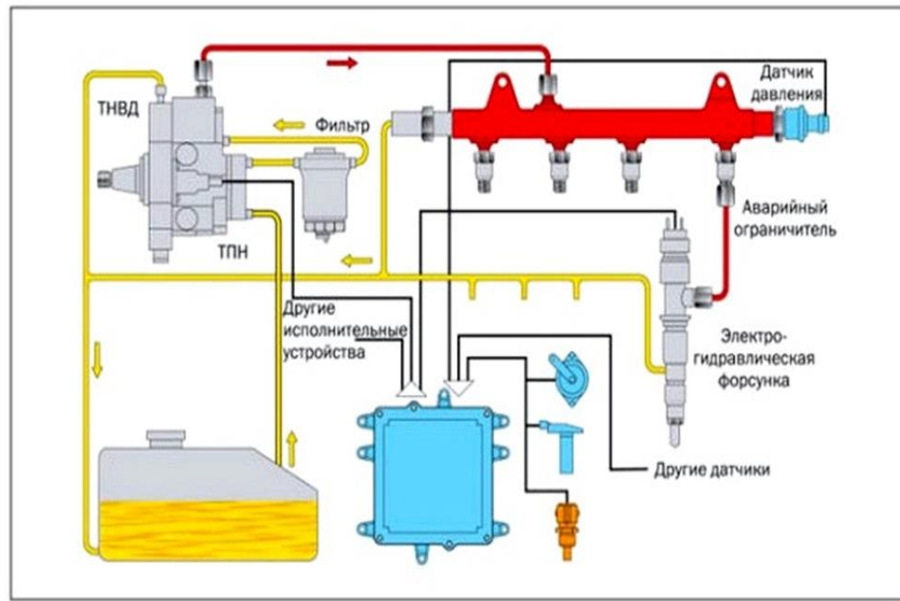 ТНВД
Фильтр
Датчик
давления
Аварийный
ограничитель
ТПН
Другие
исполнительные
устройства
Электро-
гидравлическая
форсунка
Другие датчики